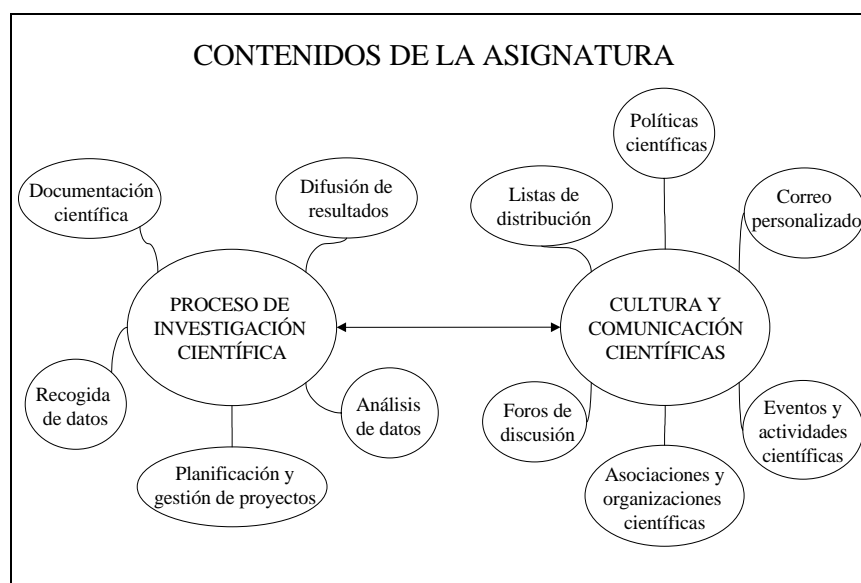 CONTENIDOS DE LA ASIGNATURA
Documentación
científica
Difusión de
resultados
PROCESO DE
INVESTIGACIÓN
CIENTÍFICA
Recogida
de datos
Análisis
de datos
Planificación y
gestión de proyectos
Políticas
científicas
Listas de
distribución
Correo
personalizado
CULTURA Y
COMUNICACIÓN
CIENTÍFICAS
Foros de
discusión
Eventos y
actividades
científicas
Asociaciones y
organizaciones
científicas